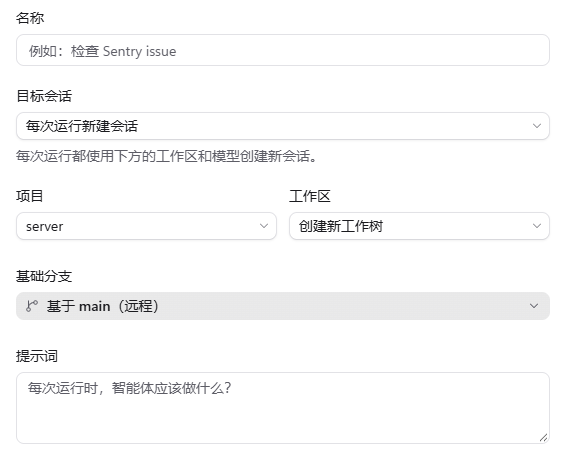 名称
例如：检查 Sentry issue
目标会话
每次运行新建会话
每次运行都使用下方的工作区和模型创建新会话。
项目
工作区
server
创建新工作树
基础分支
基于 main（远程）
提示词
每次运行时，智能体应该做什么？